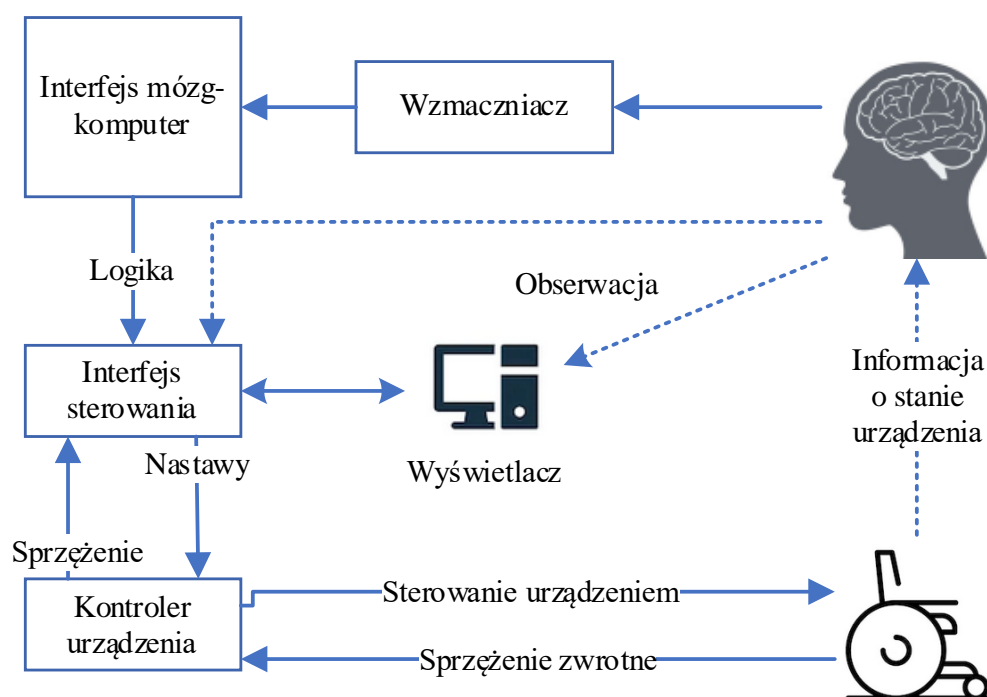 Interfejs mózg-
komputer
Wzmacniacz
Logika
Obserwacja
Interfejs
sterowania
Informacja
o stanie
urządzenia
Nastawy
Wyświetlacz
Sprzężenie
Kontroler
urządzenia
Sterowanie urządzeniem
Sprzężenie zwrotne